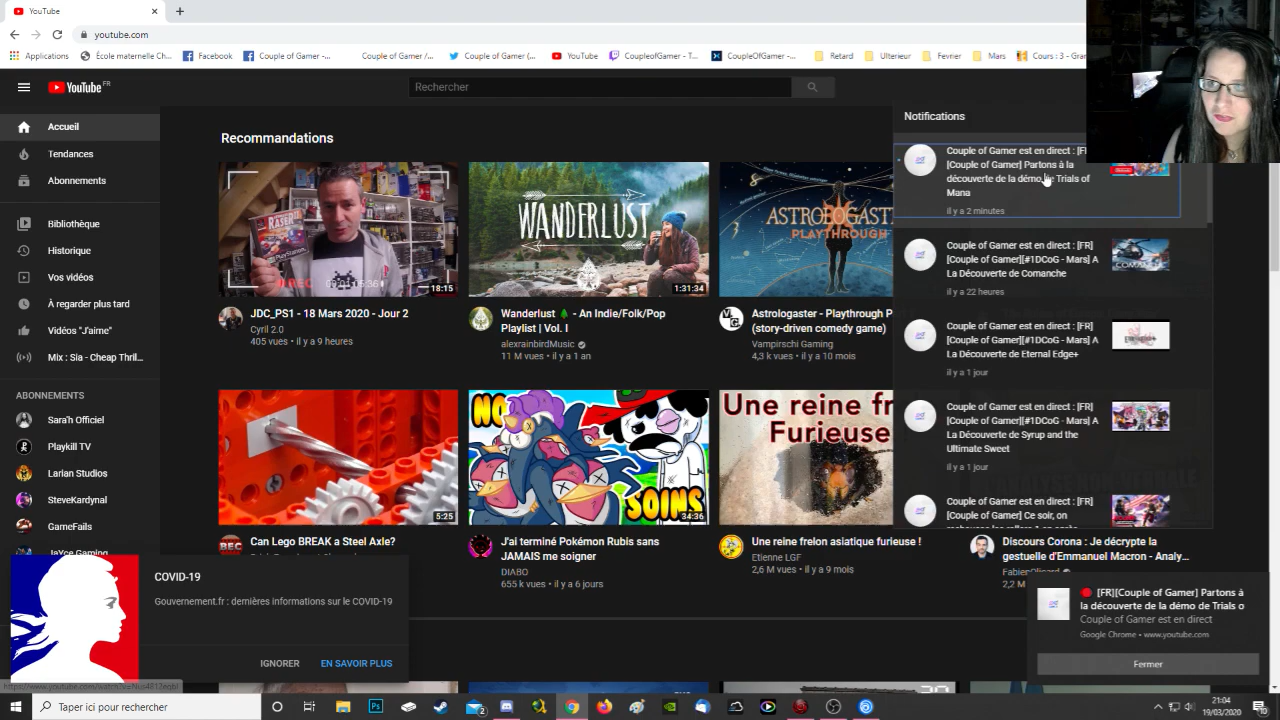 YouTube
youtube.com
Applications
École maternelle Ch...
Facebook
Couple of Gamer -...
Couple of Gamer /...
Couple of Gamer (...
YouTube
CoupleofGamer - T...
CoupleOfGamer -...
Retard
Ulterieur
Fevrier
Mars
Cours : 3 - Gran
YouTube FR
Rechercher
Notifications
Accueil
Tendances
Abonnements
Bibliothèque
Historique
Vos vidéos
À regarder plus tard
Vidéos "J'aime"
Mix : Sia - Cheap Thril...
ABONNEMENTS
Sara'h Officiel
Playkill TV
Larian Studios
SteveKardynal
GameFails
JaYce Gaming
Recommandations
REC
18:15
JDC_PS1 - 18 Mars 2020 - Jour 2
Cyril 2.0
405 vues • il y a 9 heures
WANDERLUST
1:31:34
Wanderlust 🌲 - An Indie/Folk/Pop
Playlist | Vol. I
alexrainbirdMusic
11 M vues • il y a 1 an
ASTROLOGASTER
PLAYTHROUGH
Astrologaster - Playthrough P
(story-driven comedy game)
Vampirschi Gaming
4,3 k vues • il y a 10 mois
5:25
Can Lego BREAK a Steel Axle?
NO
SOINS
34:36
J'ai terminé Pokémon Rubis sans
JAMAIS me soigner
DIABO
655 k vues • il y a 6 jours
Une reine fr
Furieuse
Une reine frelon asiatique furieuse !
Etienne LGF
2,6 M vues • il y a 9 mois
Discours Corona : Je décrypte la
gestuelle d'Emmanuel Macron - Analy...
2,2 M
Couple of Gamer est en direct : [FR]
[Couple of Gamer] Partons à la
découverte de la démo de Trials of
Mana
il y a 2 minutes
Couple of Gamer est en direct : [FR]
[Couple of Gamer][#1DCoG - Mars] A
La Découverte de Comanche
il y a 22 heures
Couple of Gamer est en direct : [FR]
[Couple of Gamer][#1DCoG - Mars] A
La Découverte de Eternal Edge+
il y a 1 jour
Couple of Gamer est en direct : [FR]
[Couple of Gamer][#1DCoG - Mars] A
La Découverte de Syrup and the
Ultimate Sweet
il y a 1 jour
Couple of Gamer est en direct : [FR]
[Couple of Gamer] Ce soir, on
COVID-19
Gouvernement.fr : dernières informations sur le COVID-19
IGNORER
EN SAVOIR PLUS
[FR][Couple of Gamer] Partons à
la découverte de la démo de Trials o
Couple of Gamer est en direct
Google Chrome • www.youtube.com
Fermer
Taper ici pour rechercher
21:04
19/03/2020